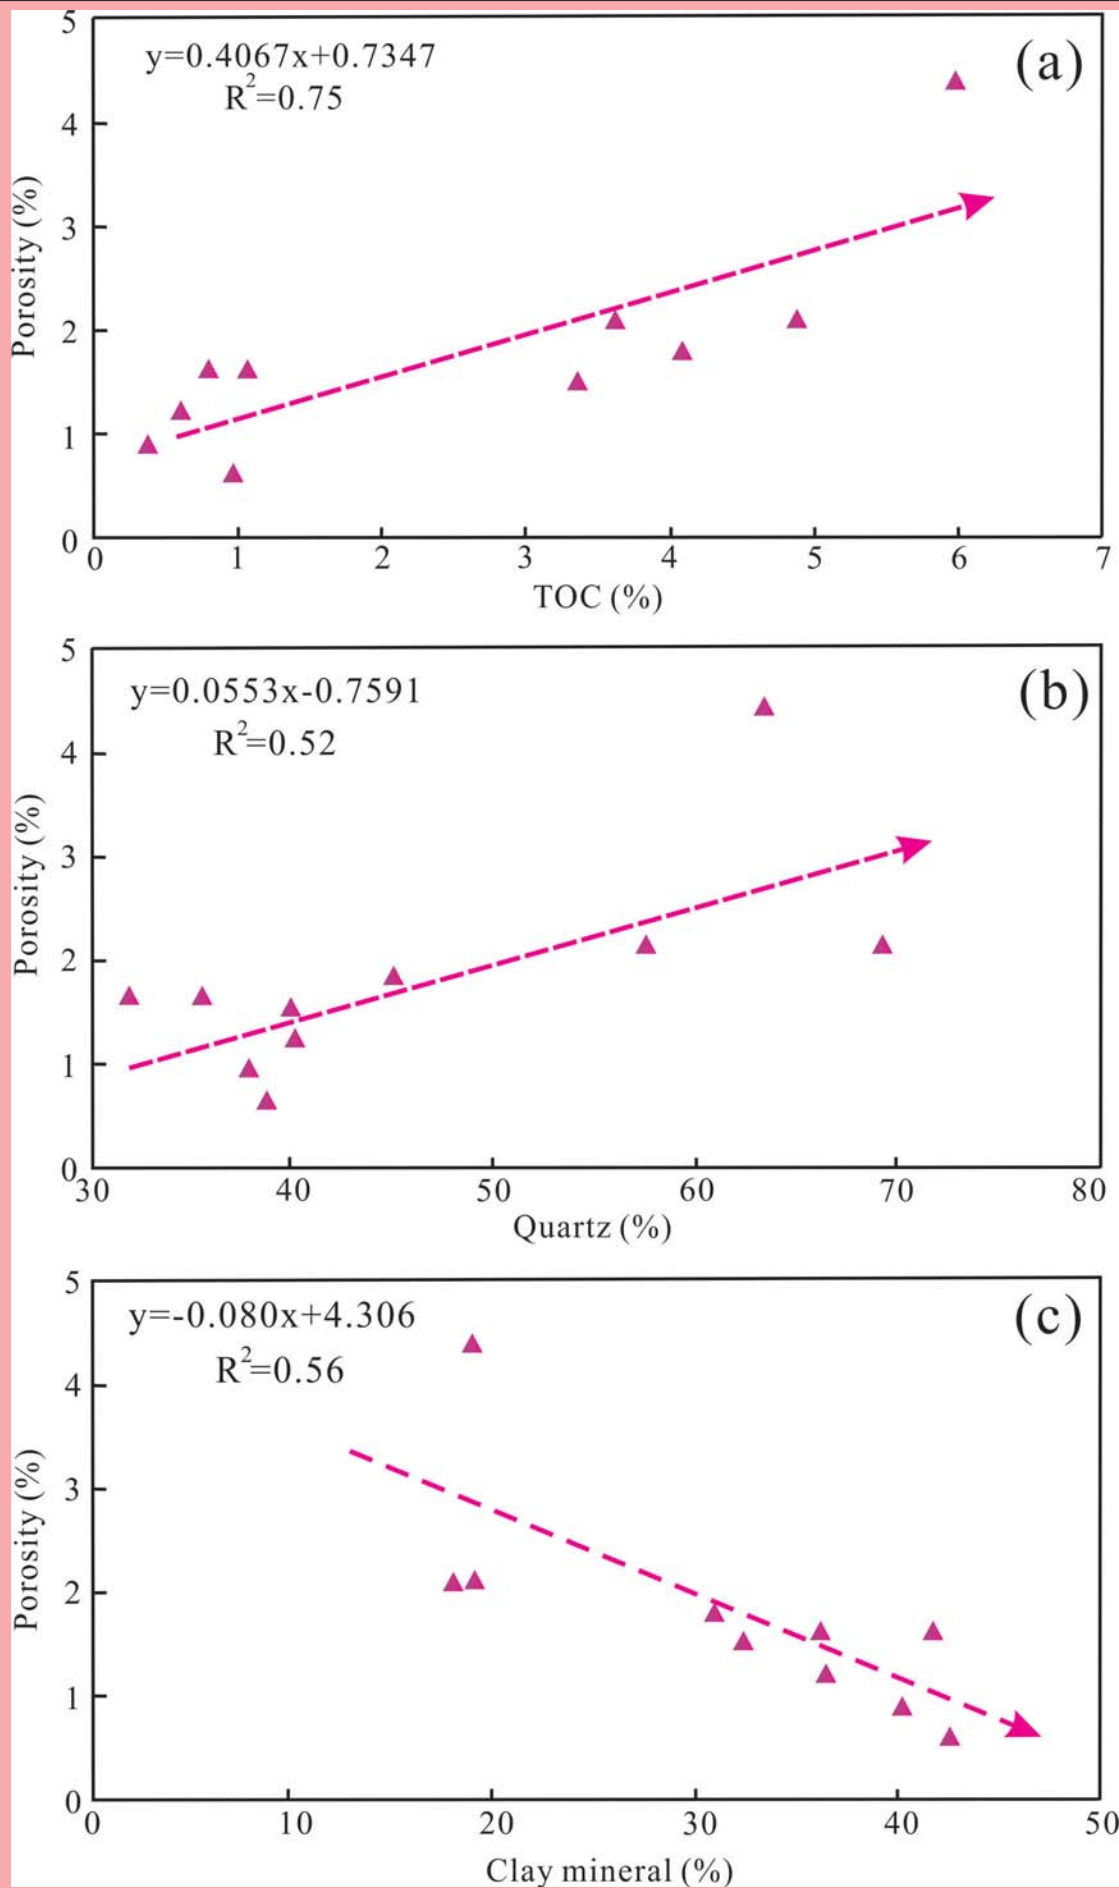 5
y=0.4067x+0.7347
(a)
R²=0.75
4
Porosity (%)
3
2
1
0
0 1 2 3 4 5 6 7
TOC (%)
5
y=0.0553x-0.7591
(b)
R²=0.52
4
Porosity (%)
3
2
1
0
30 40 50 60 70 80
Quartz (%)
5
y=-0.080x+4.306
(c)
R²=0.56
4
Porosity (%)
3
2
1
0
0 10 20 30 40 50
Clay mineral (%)